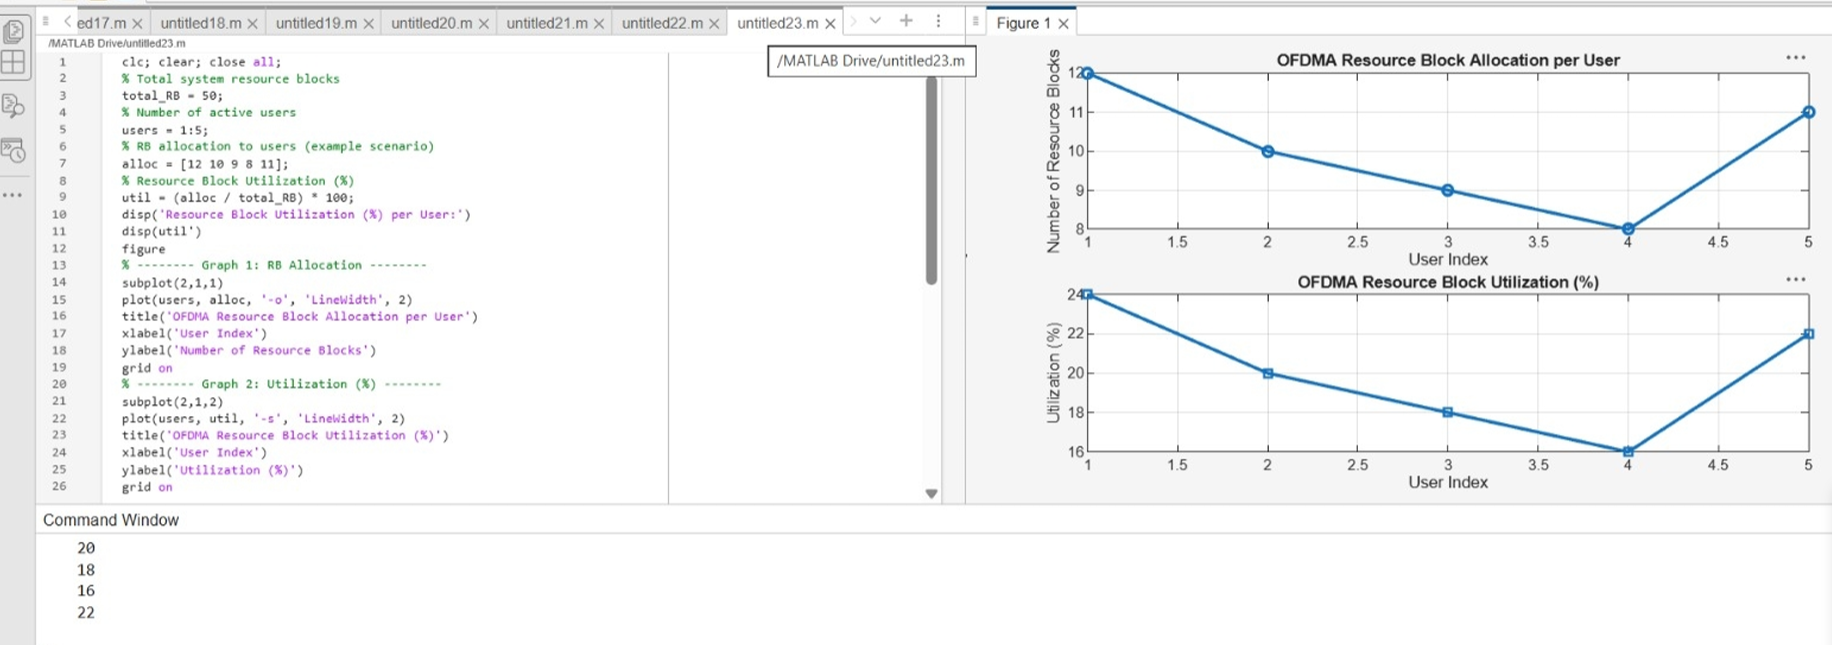 ed17.m × untitled18.m × untitled19.m × untitled20.m × untitled21.m × untitled22.m × untitled23.m ×
/MATLAB Drive/untitled23.m
/MATLAB Drive/untitled23.m
1 clc; clear; close all;
2 % Total system resource blocks
3 total_RB = 50;
4 % Number of active users
5 users = 1:5;
6 % RB allocation to users (example scenario)
7 alloc = [12 10 9 8 11];
8 % Resource Block Utilization (%)
9 util = (alloc / total_RB) * 100;
10 disp('Resource Block Utilization (%) per User:')
11 disp(util')
12 figure
13 % -------- Graph 1: RB Allocation --------
14 subplot(2,1,1)
15 plot(users, alloc, '-o', 'LineWidth', 2)
16 title('OFDMA Resource Block Allocation per User')
17 xlabel('User Index')
18 ylabel('Number of Resource Blocks')
19 grid on
20 % -------- Graph 2: Utilization (%) --------
21 subplot(2,1,2)
22 plot(users, util, '-s', 'LineWidth', 2)
23 title('OFDMA Resource Block Utilization (%)')
24 xlabel('User Index')
25 ylabel('Utilization (%)')
26 grid on
Figure 1 ×
OFDMA Resource Block Allocation per User
Number of Resource Blocks
12
11
10
9
8
1 1.5 2 2.5 3 3.5 4 4.5 5
User Index
OFDMA Resource Block Utilization (%)
Utilization (%)
24
22
20
18
16
1 1.5 2 2.5 3 3.5 4 4.5 5
User Index
Command Window
20
18
16
22